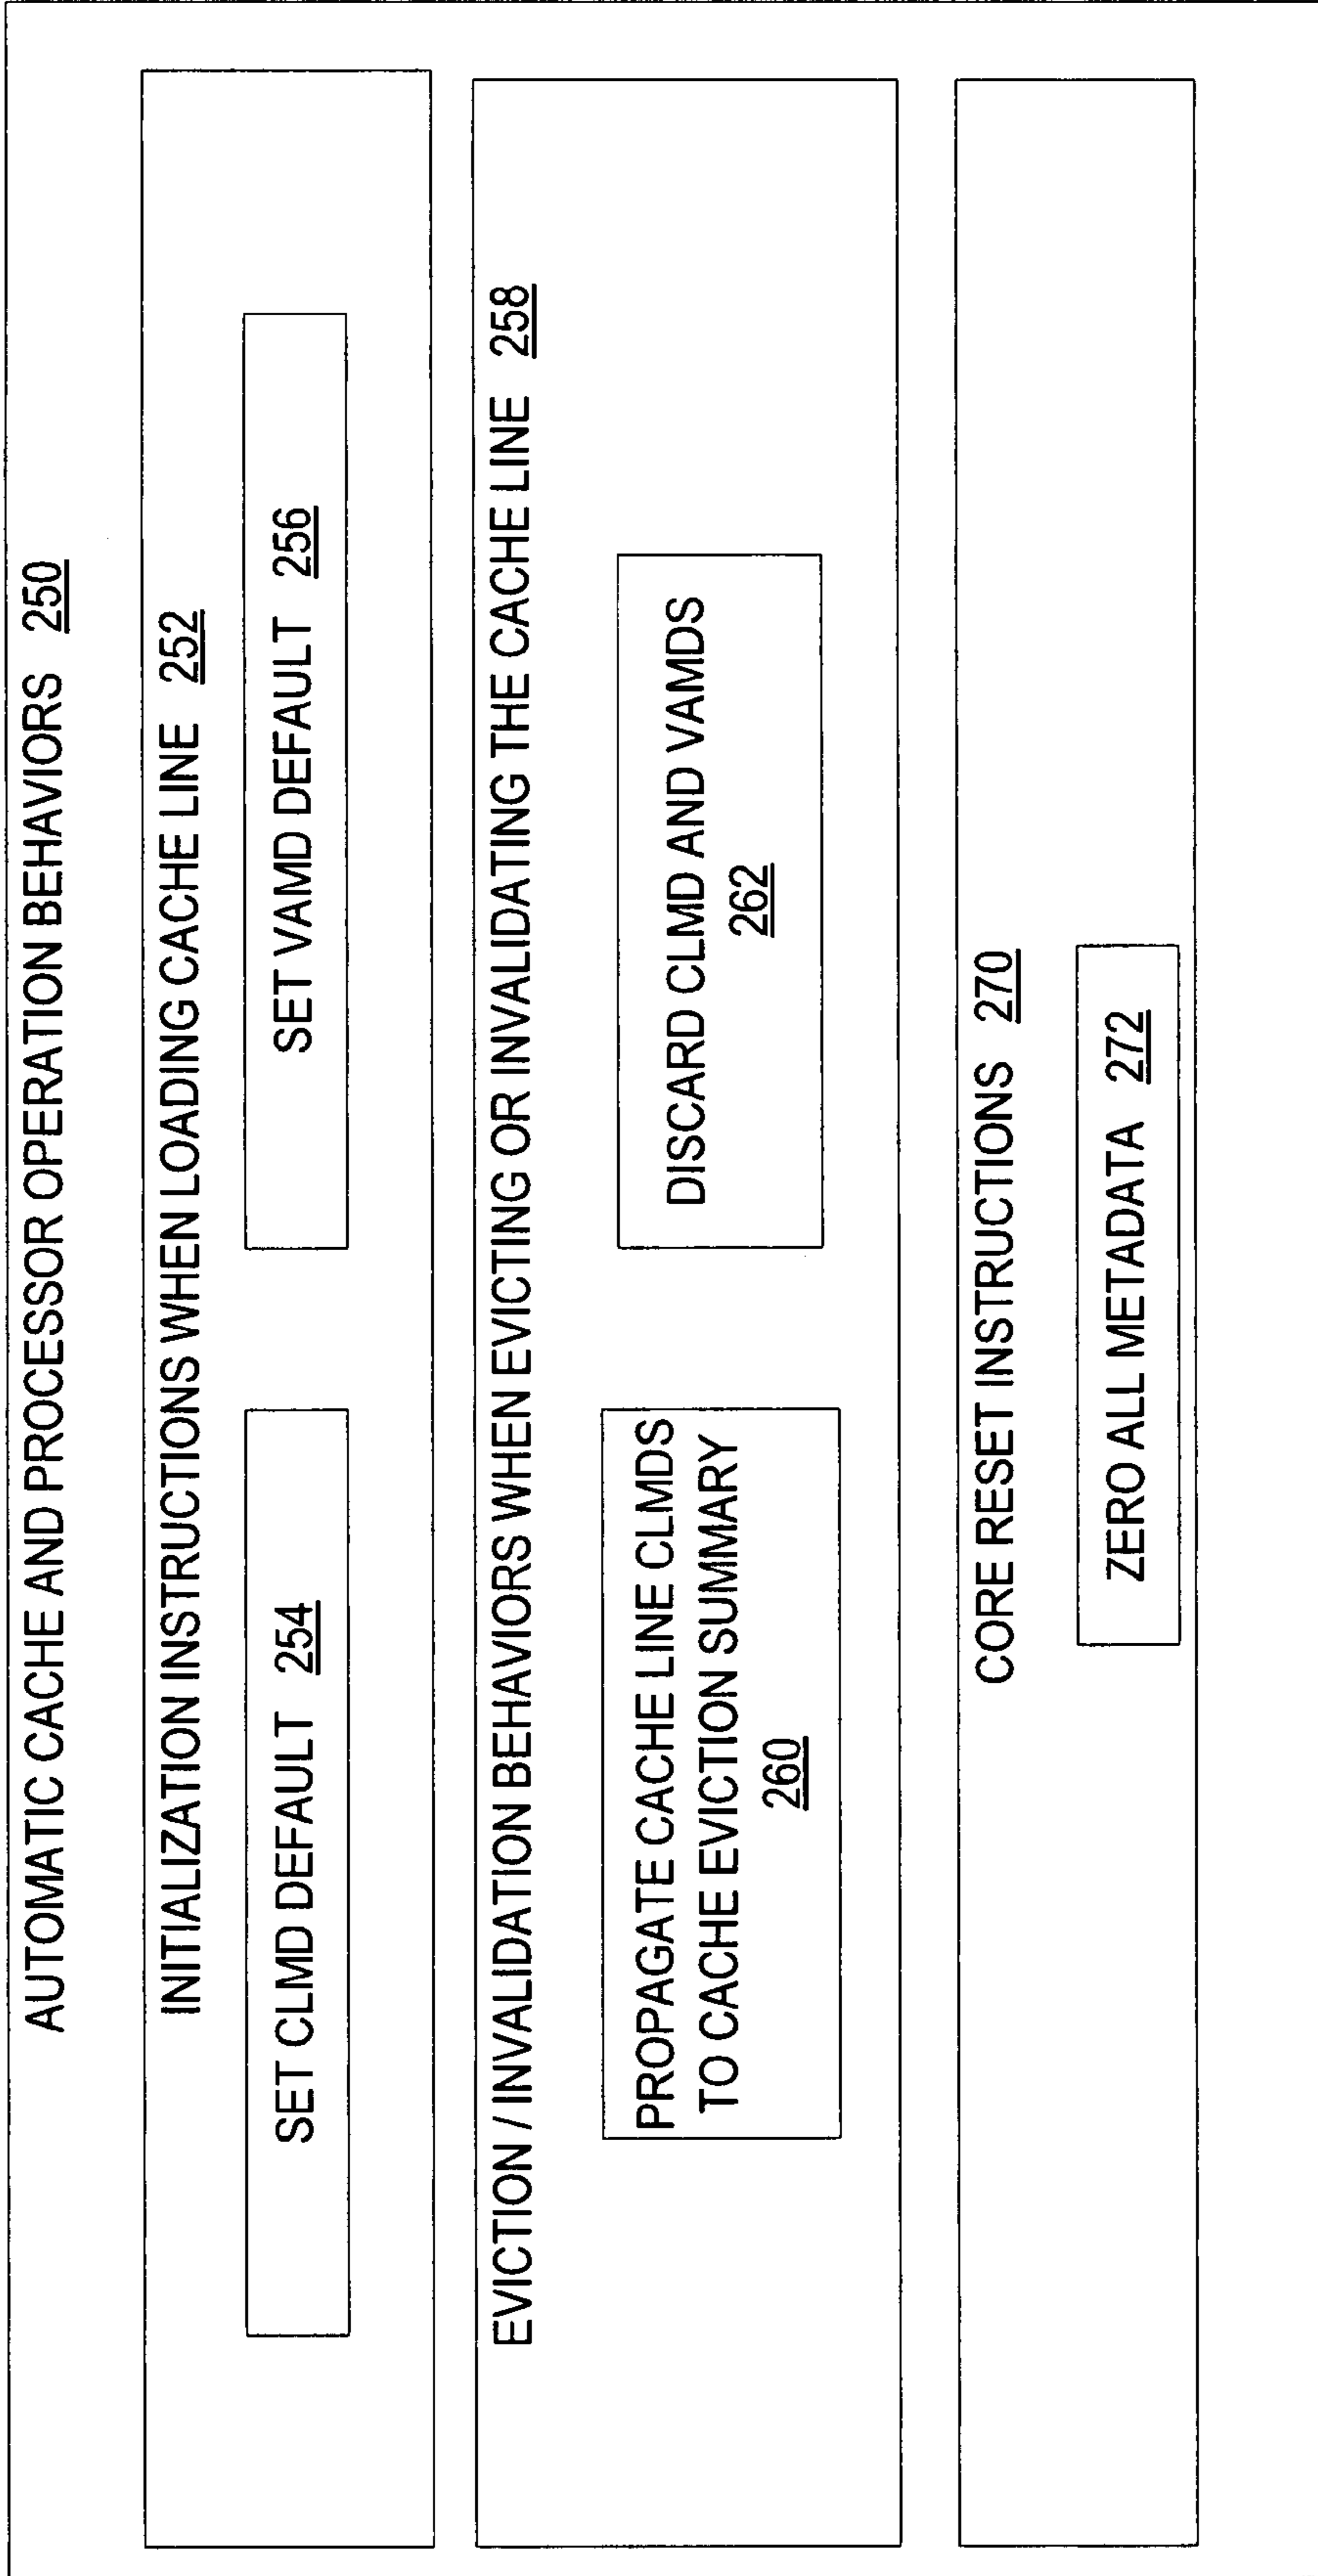 AUTOMATIC CACHE AND PROCESSOR OPERATION BEHAVIORS 250
INITIALIZATION INSTRUCTIONS WHEN LOADING CACHE LINE 252
SET CLMD DEFAULT 254
SET VAMD DEFAULT 256
EVICTION / INVALIDATION BEHAVIORS WHEN EVICTING OR INVALIDATING THE CACHE LINE 258
PROPAGATE CACHE LINE CLMDS
TO CACHE EVICTION SUMMARY
260
DISCARD CLMD AND VAMDS
262
CORE RESET INSTRUCTIONS 270
ZERO ALL METADATA 272